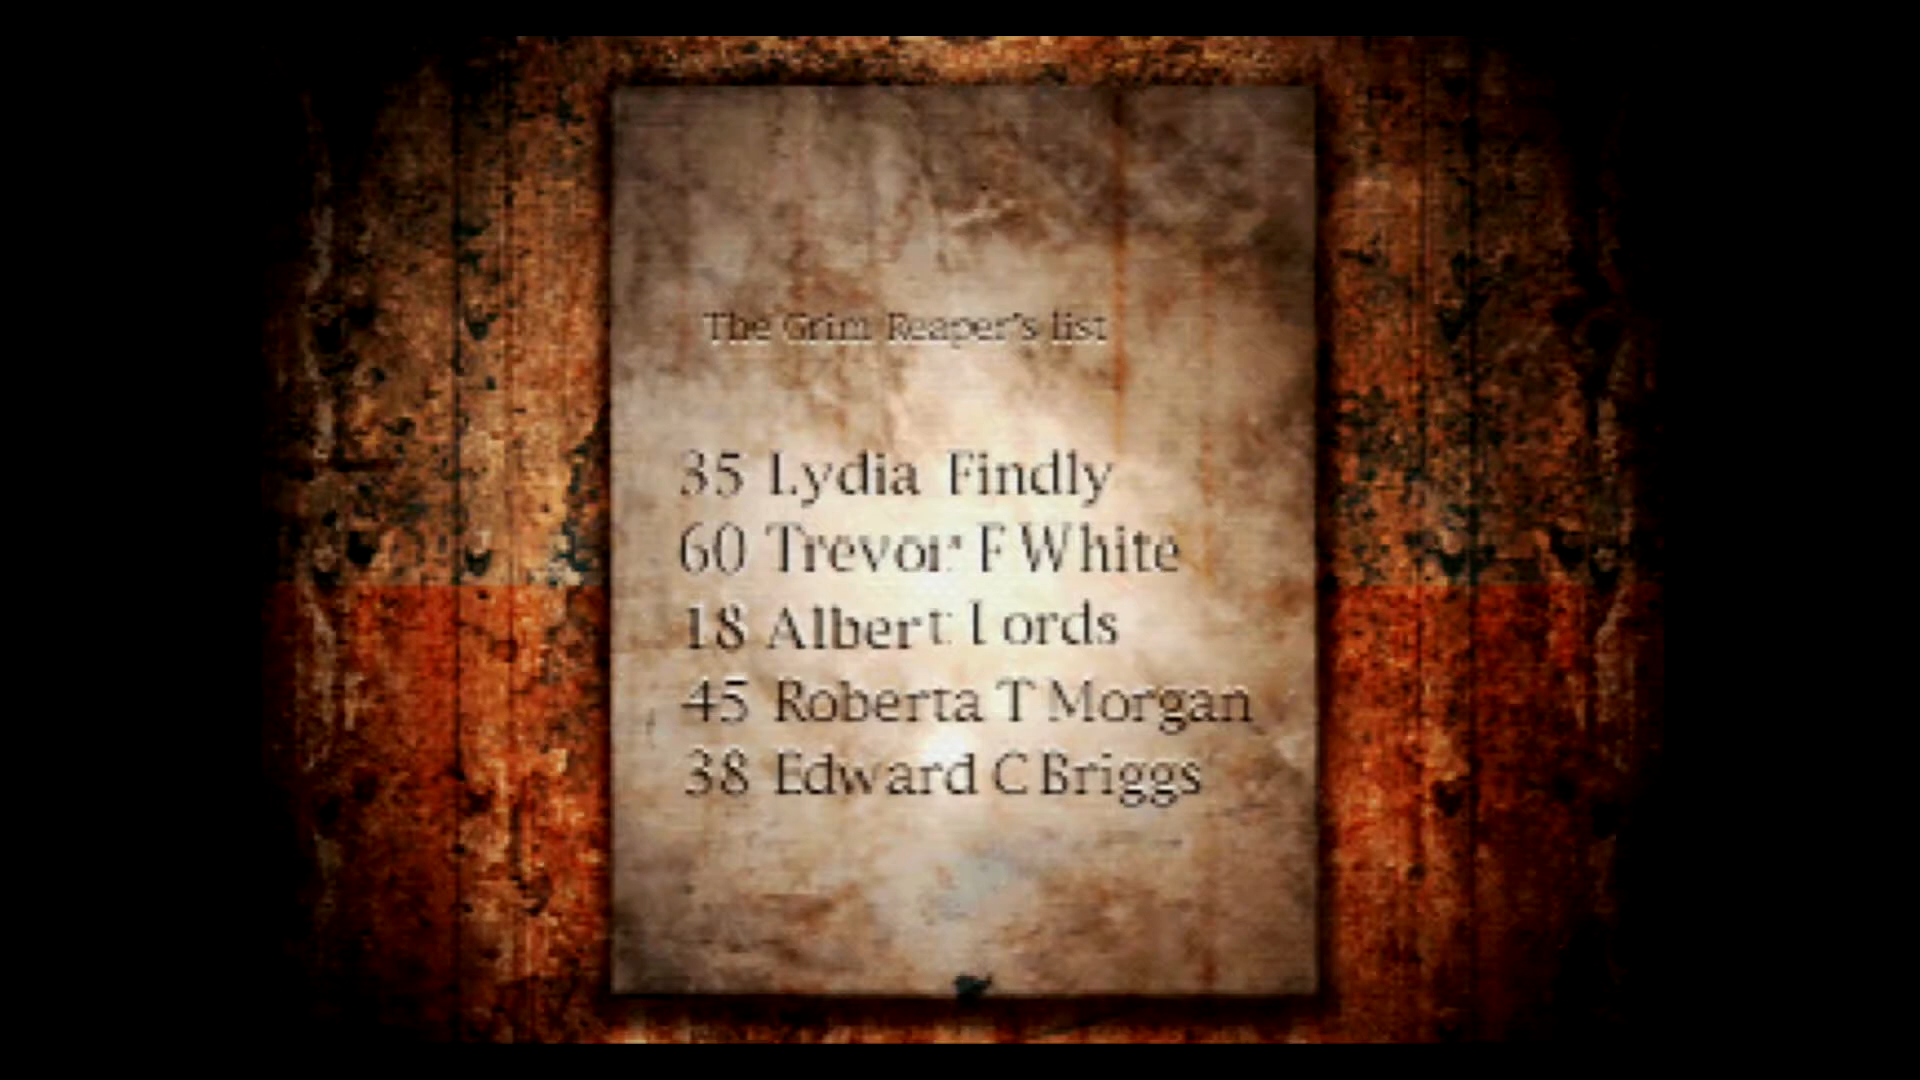 The Grim Reaper's list
35 Lydia Findly
60 Trevor F White
18 Albert Lords
45 Roberta T Morgan
38 Edward C Briggs